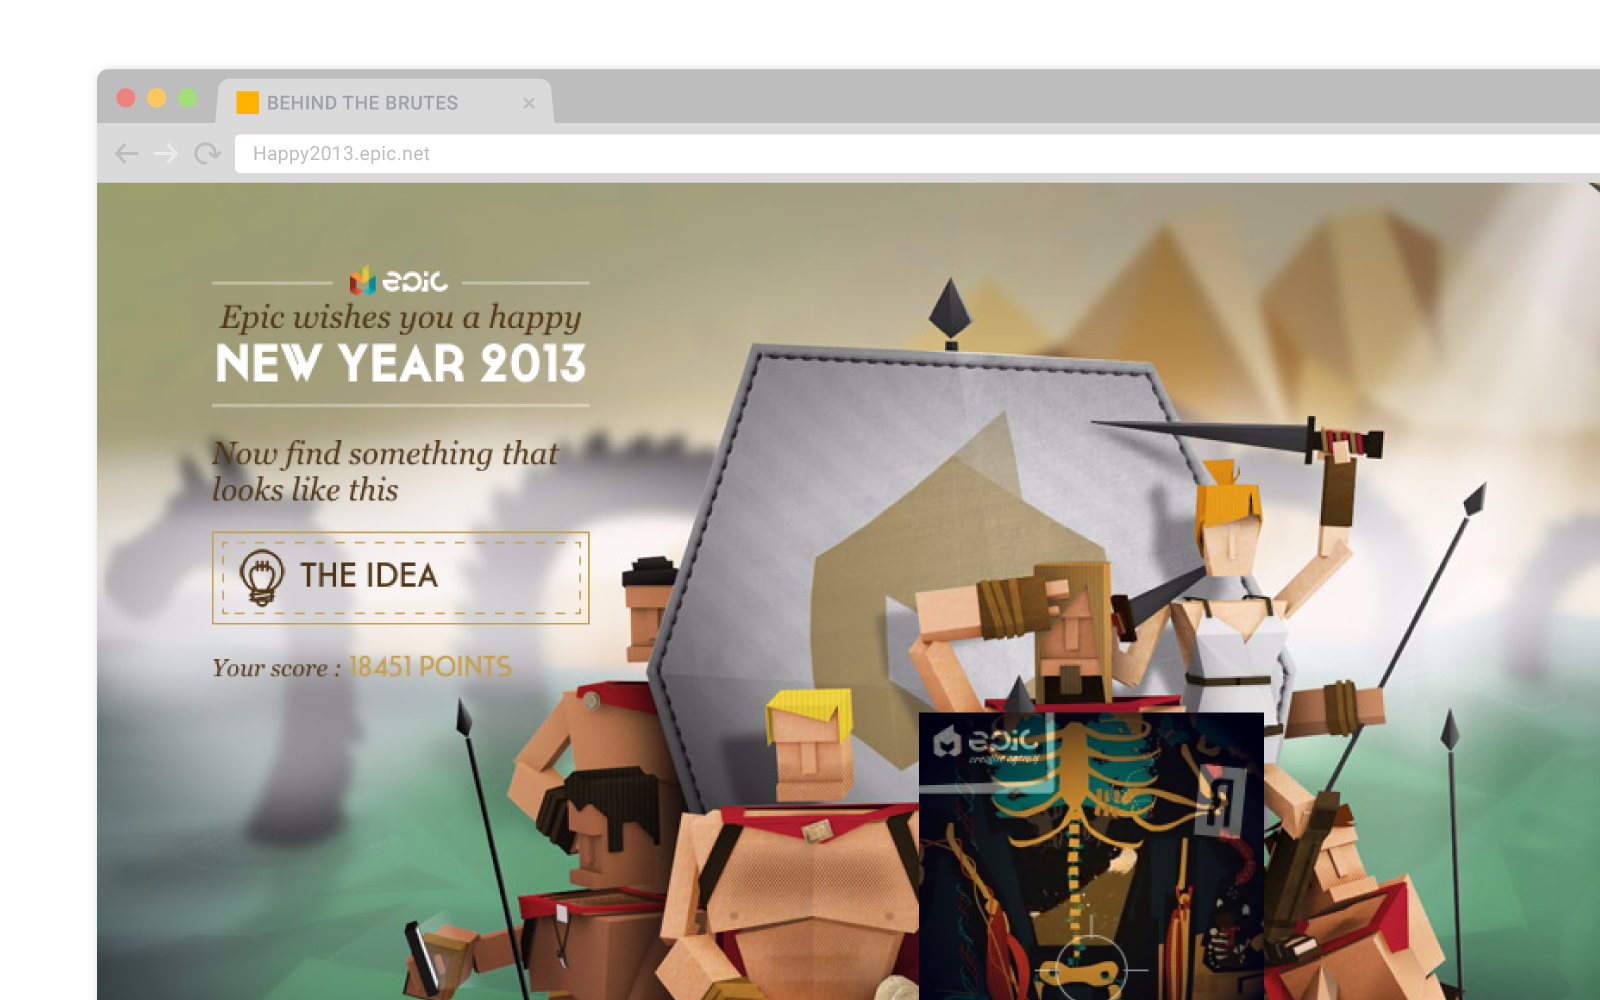 BEHIND THE BRUTES
Happy2013.epic.net
epic
Epic wishes you a happy
NEW YEAR 2013
Now find something that
looks like this
THE IDEA
Your score : 18451 POINTS
epic
creative agency